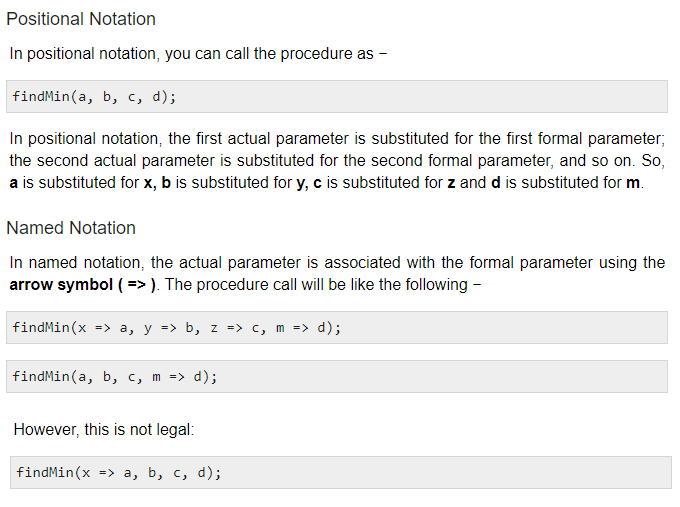 Positional Notation
In positional notation, you can call the procedure as −
findMin(a, b, c, d);
In positional notation, the first actual parameter is substituted for the first formal parameter;
the second actual parameter is substituted for the second formal parameter, and so on. So,
a is substituted for x, b is substituted for y, c is substituted for z and d is substituted for m.
Named Notation
In named notation, the actual parameter is associated with the formal parameter using the
arrow symbol ( => ). The procedure call will be like the following −
findMin(x => a, y => b, z => c, m => d);
findMin(a, b, c, m => d);
However, this is not legal:
findMin(x => a, b, c, d);